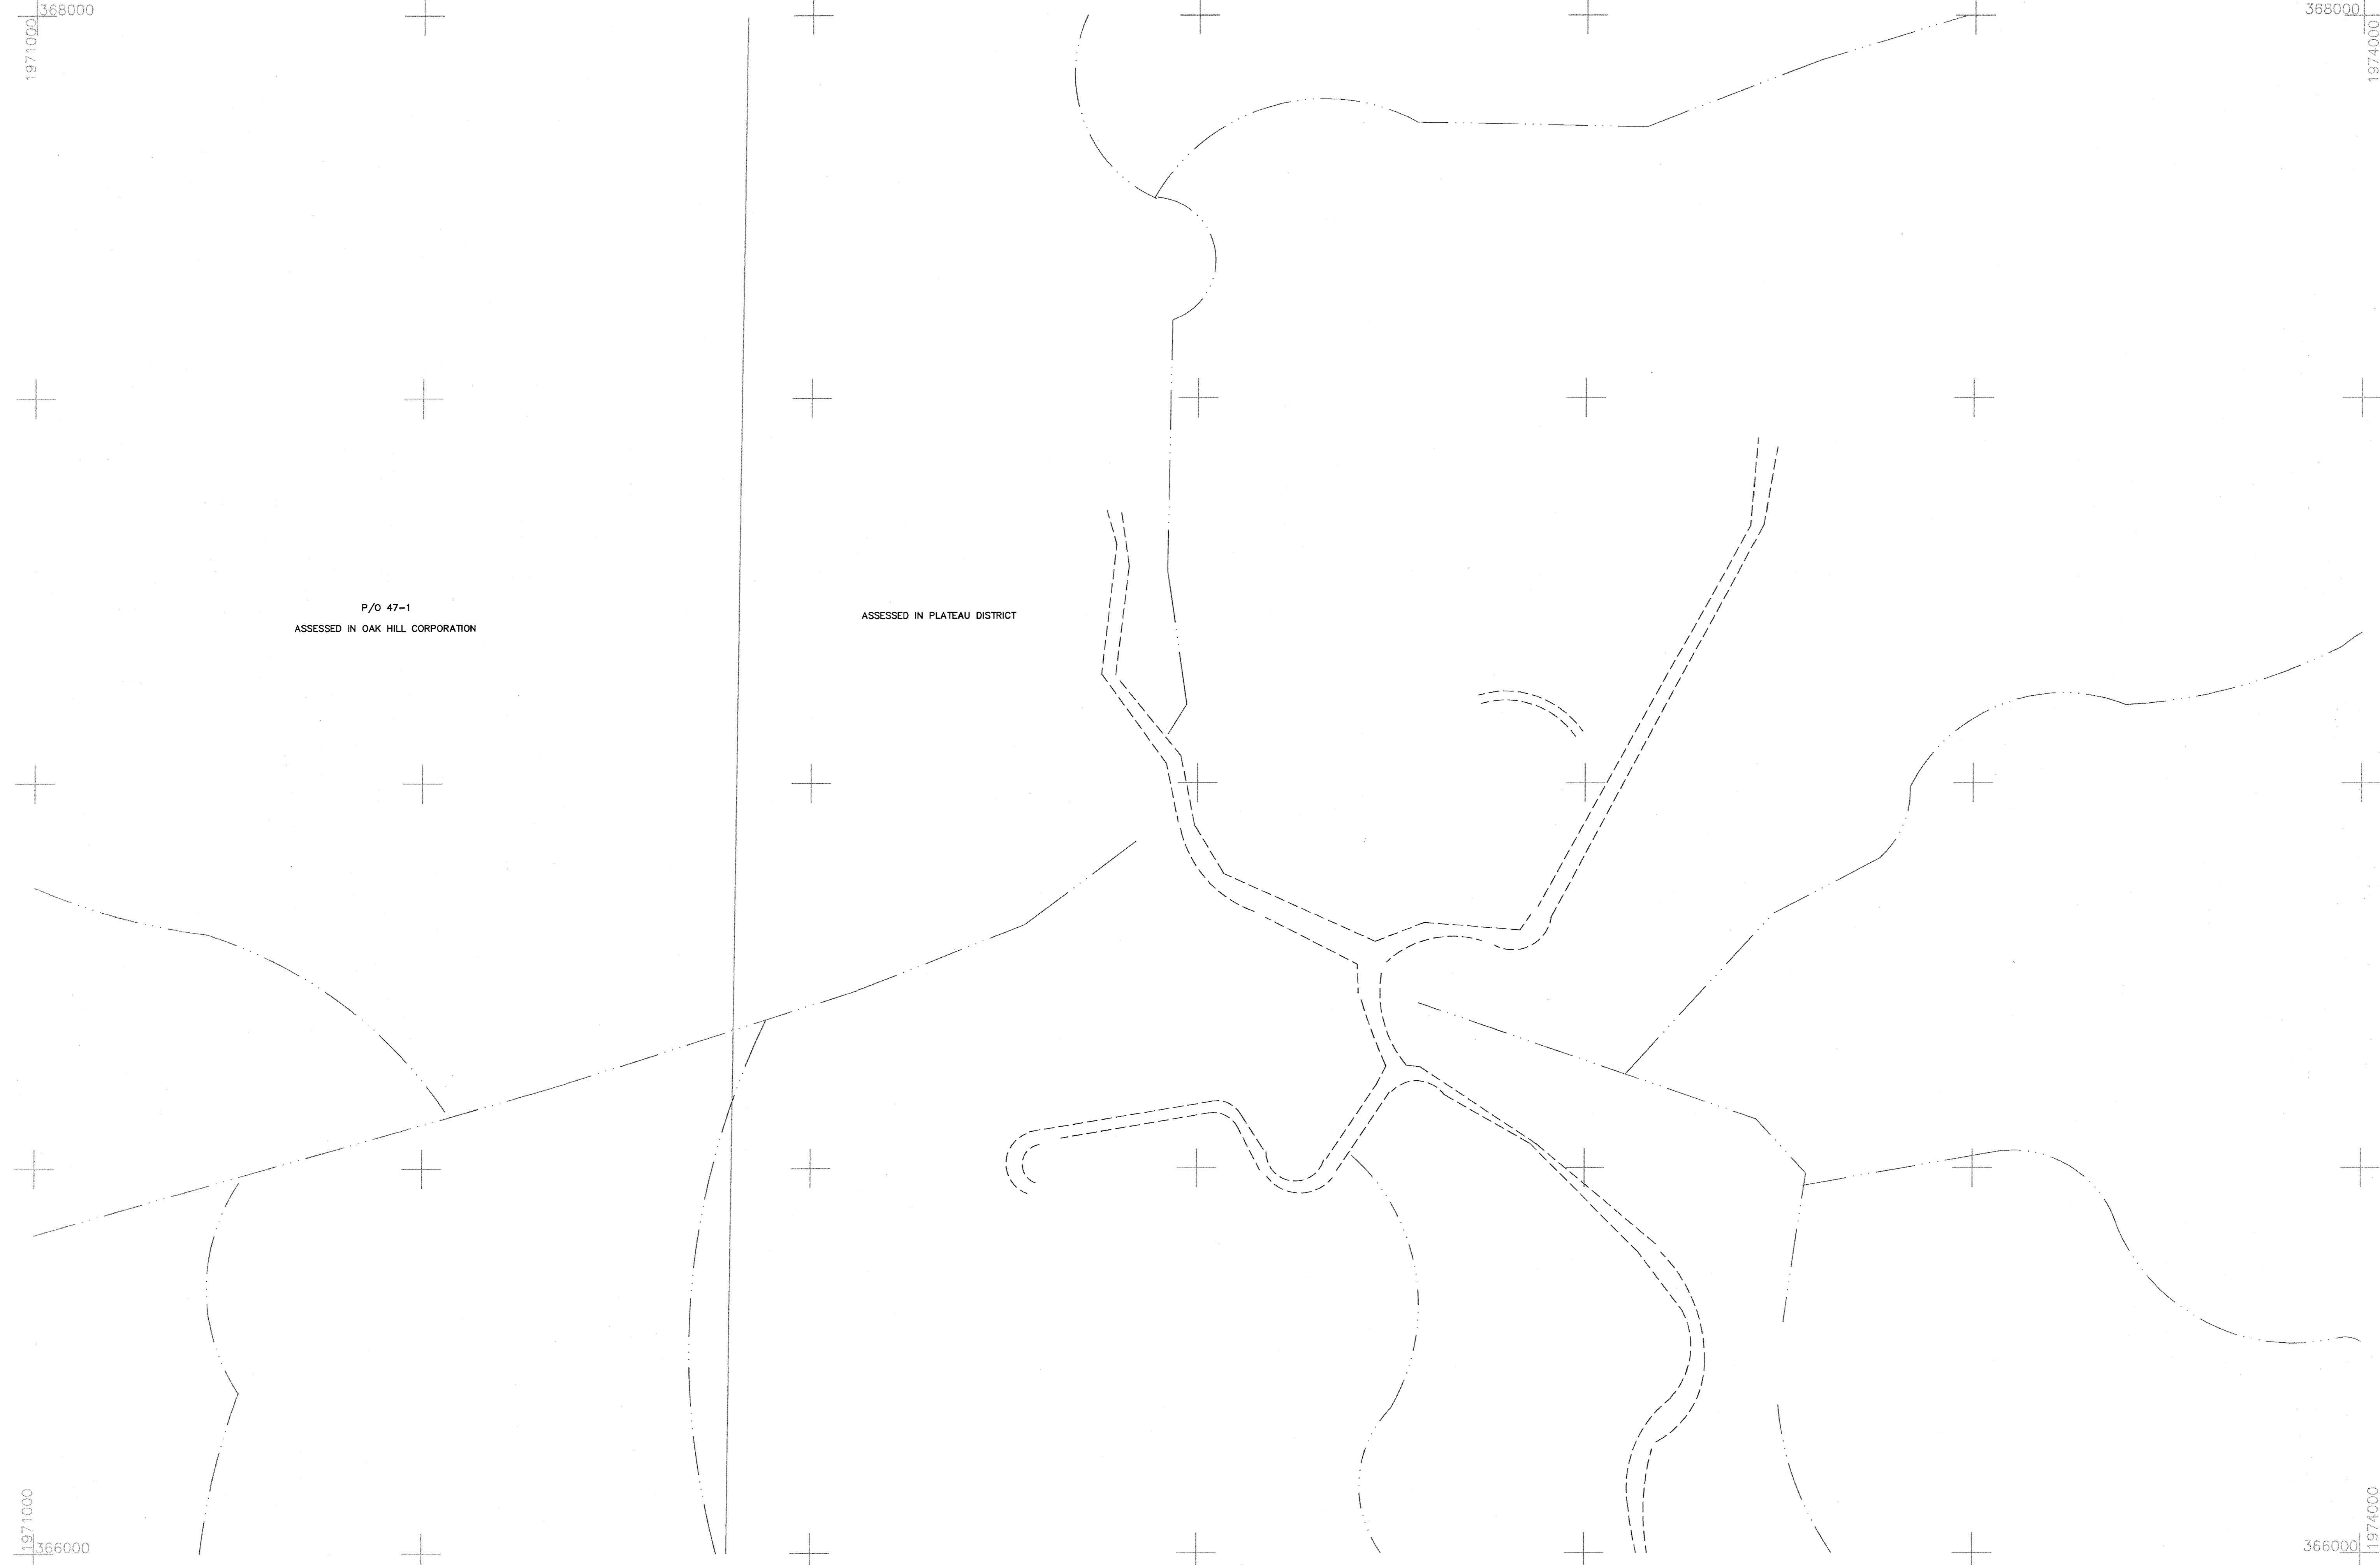 368000
368000
1971000
1974000
P/O 47-1
ASSESSED IN OAK HILL CORPORATION
ASSESSED IN PLATEAU DISTRICT
1971000
1974000
366000
366000